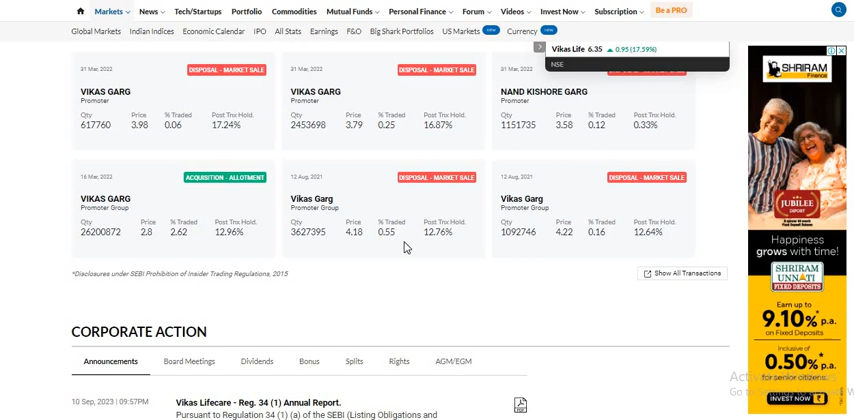 Markets News Tech/Startups Portfolio Commodities Mutual Funds Personal Finance Forum Videos Invest Now Subscription Be a PRO
Global Markets Indian Indices Economic Calendar IPO All Stats Earnings F&O Big Shark Portfolios US Markets Currency
Vikas Life 6.35 0.95 (17.59%)
NSE
31 Mar, 2022 DISPOSAL - MARKET SALE
VIKAS GARG
Promoter
Qty Price % Traded Post Tnx Hold.
617760 3.98 0.06 17.24%
31 Mar, 2022 DISPOSAL - MARKET SALE
VIKAS GARG
Promoter
Qty Price % Traded Post Tnx Hold.
2453698 3.79 0.25 16.87%
31 Mar, 2022
NAND KISHORE GARG
Promoter
Qty Price % Traded Post Tnx Hold.
1151735 3.58 0.12 0.33%
16 Mar, 2022 ACQUISITION - ALLOTMENT
VIKAS GARG
Promoter Group
Qty Price % Traded Post Tnx Hold.
26200872 2.8 2.62 12.96%
12 Aug, 2021 DISPOSAL - MARKET SALE
Vikas Garg
Promoter Group
Qty Price % Traded Post Tnx Hold.
3627395 4.18 0.55 12.76%
12 Aug, 2021 DISPOSAL - MARKET SALE
Vikas Garg
Promoter Group
Qty Price % Traded Post Tnx Hold.
1092746 4.22 0.16 12.64%
*Disclosures under SEBI Prohibition of Insider Trading Regulations, 2015
Show All Transactions
CORPORATE ACTION
Announcements Board Meetings Dividends Bonus Splits Rights AGM/EGM
10 Sep, 2023 | 09:57PM Vikas Lifecare - Reg. 34 (1) Annual Report.
Pursuant to Regulation 34 (1) (a) of the SEBI (Listing Obligations and
SHRIRAM
Finance
JUBILEE
DEPOSIT
Happiness
grows with time!
SHRIRAM
UNNATI
FIXED DEPOSITS
Earn up to
9.10%* p.a.
on Fixed Deposits
Inclusive of
0.50%* p.a.
for senior citizens.
INVEST NOW